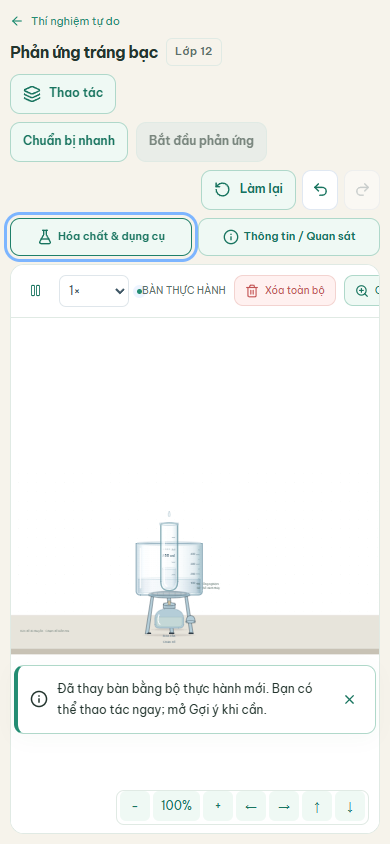 Thí nghiệm tự do
Phản ứng tráng bạc
Lớp 12
Thao tác
Chuẩn bị nhanh
Bắt đầu phản ứng
Làm lại
Hóa chất & dụng cụ
Thông tin / Quan sát
1×
BÀN THỰC HÀNH
Xóa toàn bộ
Đã thay bàn bằng bộ thực hành mới. Bạn có
thể thao tác ngay; mở Gợi ý khi cần.
-
100%
+
← → ↑ ↓